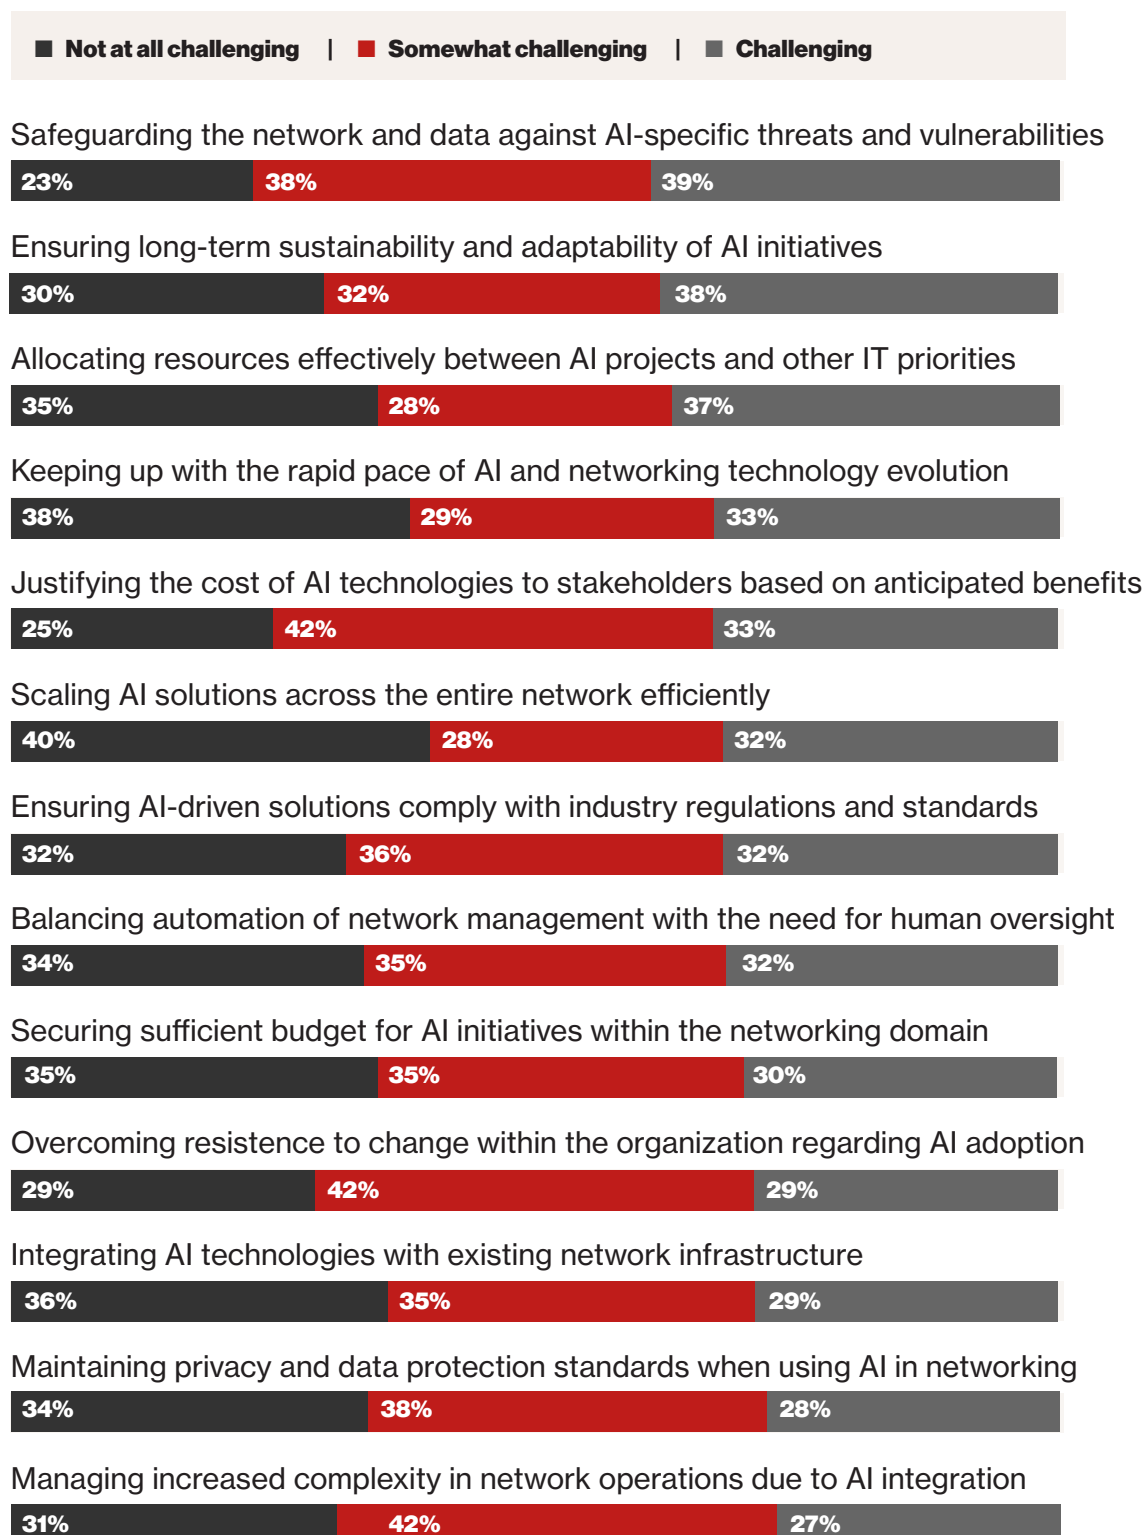 Not at all challenging | Somewhat challenging | Challenging
Safeguarding the network and data against AI-specific threats and vulnerabilities
23% 38% 39%
Ensuring long-term sustainability and adaptability of AI initiatives
30% 32% 38%
Allocating resources effectively between AI projects and other IT priorities
35% 28% 37%
Keeping up with the rapid pace of AI and networking technology evolution
38% 29% 33%
Justifying the cost of AI technologies to stakeholders based on anticipated benefits
25% 42% 33%
Scaling AI solutions across the entire network efficiently
40% 28% 32%
Ensuring AI-driven solutions comply with industry regulations and standards
32% 36% 32%
Balancing automation of network management with the need for human oversight
34% 35% 32%
Securing sufficient budget for AI initiatives within the networking domain
35% 35% 30%
Overcoming resistence to change within the organization regarding AI adoption
29% 42% 29%
Integrating AI technologies with existing network infrastructure
36% 35% 29%
Maintaining privacy and data protection standards when using AI in networking
34% 38% 28%
Managing increased complexity in network operations due to AI integration
31% 42% 27%